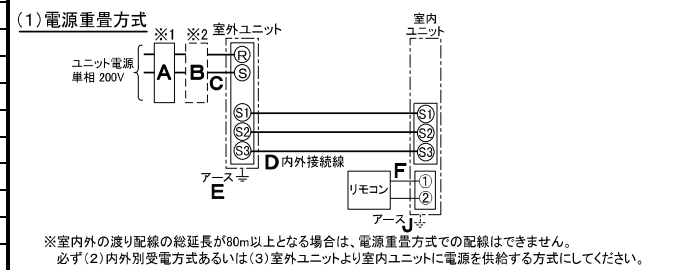 (1)電源重畳方式
※1
※2
室外ユニット
室内
ユニット
ユニット電源
単相 200V
A
B
C
R
S
S1
S2
S3
S1
S2
S3
D 内外接続線
アース
E
F
リモコン
①
②
アース J
※室内外の渡り配線の総延長が80m以上となる場合は、電源重畳方式での配線はできません。
必ず(2)内外別受電方式あるいは(3)室外ユニットより室内ユニットに電源を供給する方式にしてください。